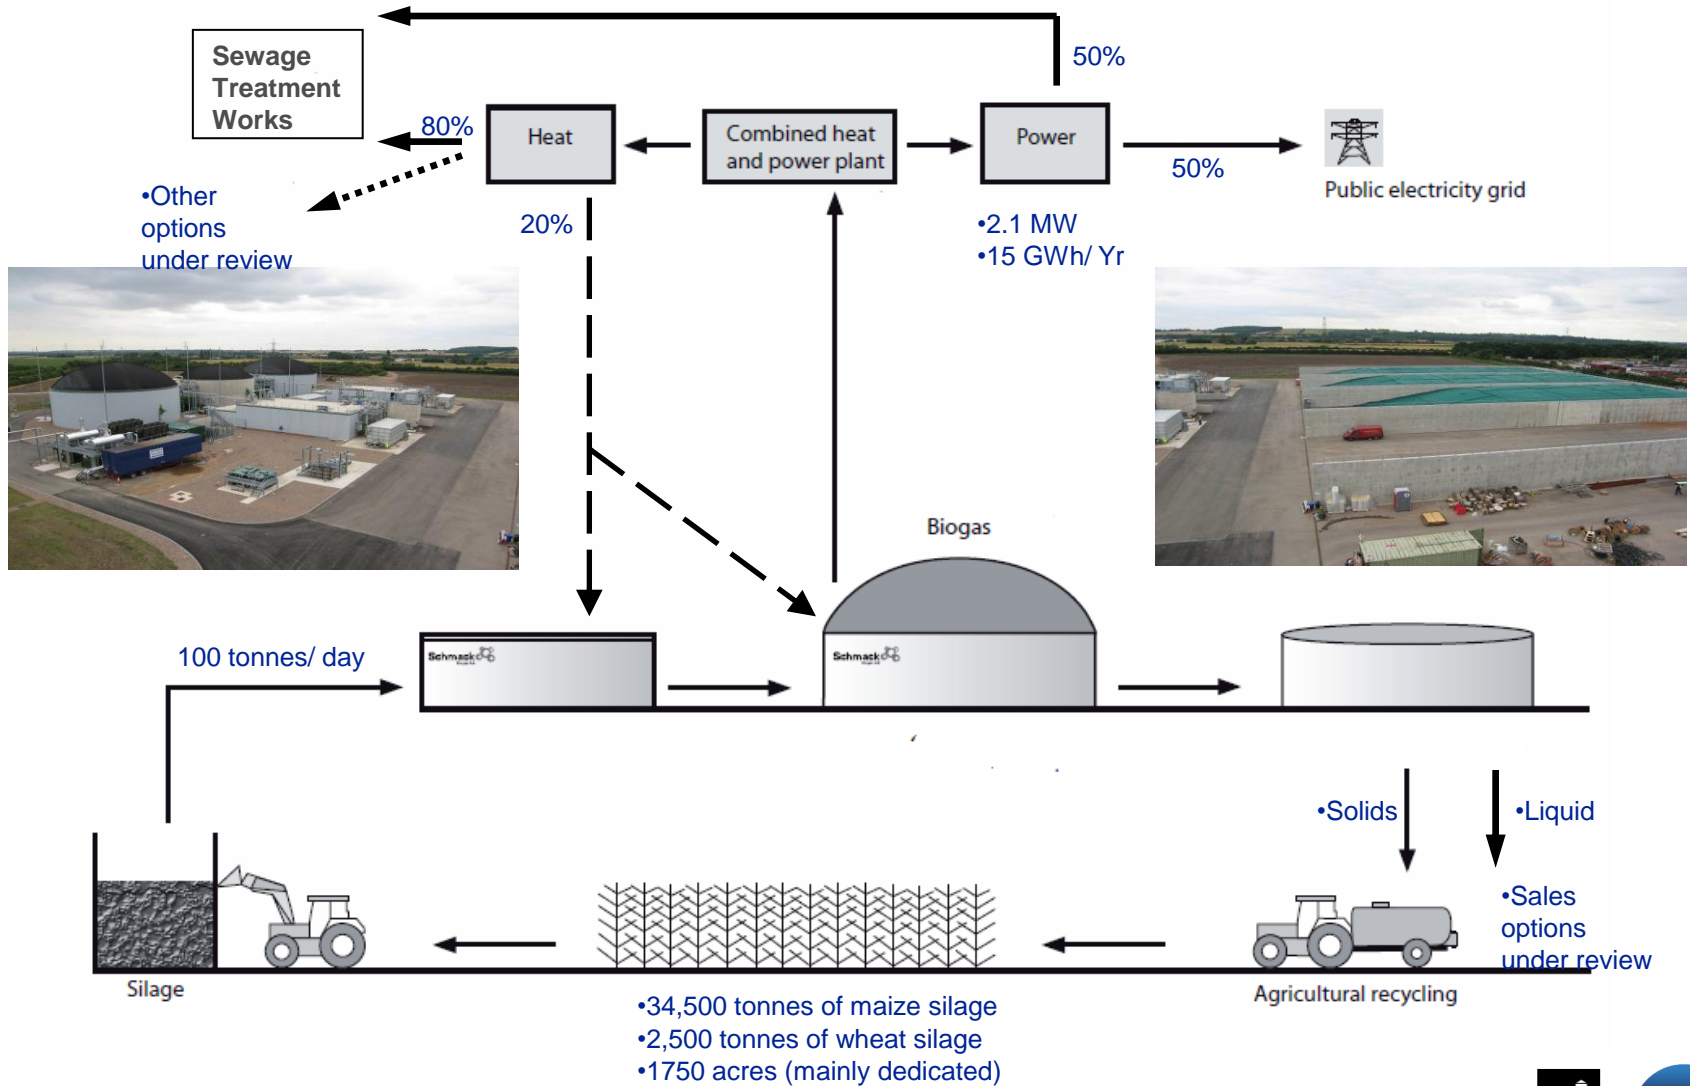 50%
Sewage
Treatment
Works
80%
Heat
Combined heat
and power plant
Power
50%
Public electricity grid
•Other
options
under review
20%
•2.1 MW
•15 GWh/ Yr
Biogas
100 tonnes/ day
Schmack
Schmack
•Solids
•Liquid
•Sales
options
under review
Silage
Agricultural recycling
•34,500 tonnes of maize silage
•2,500 tonnes of wheat silage
•1750 acres (mainly dedicated)